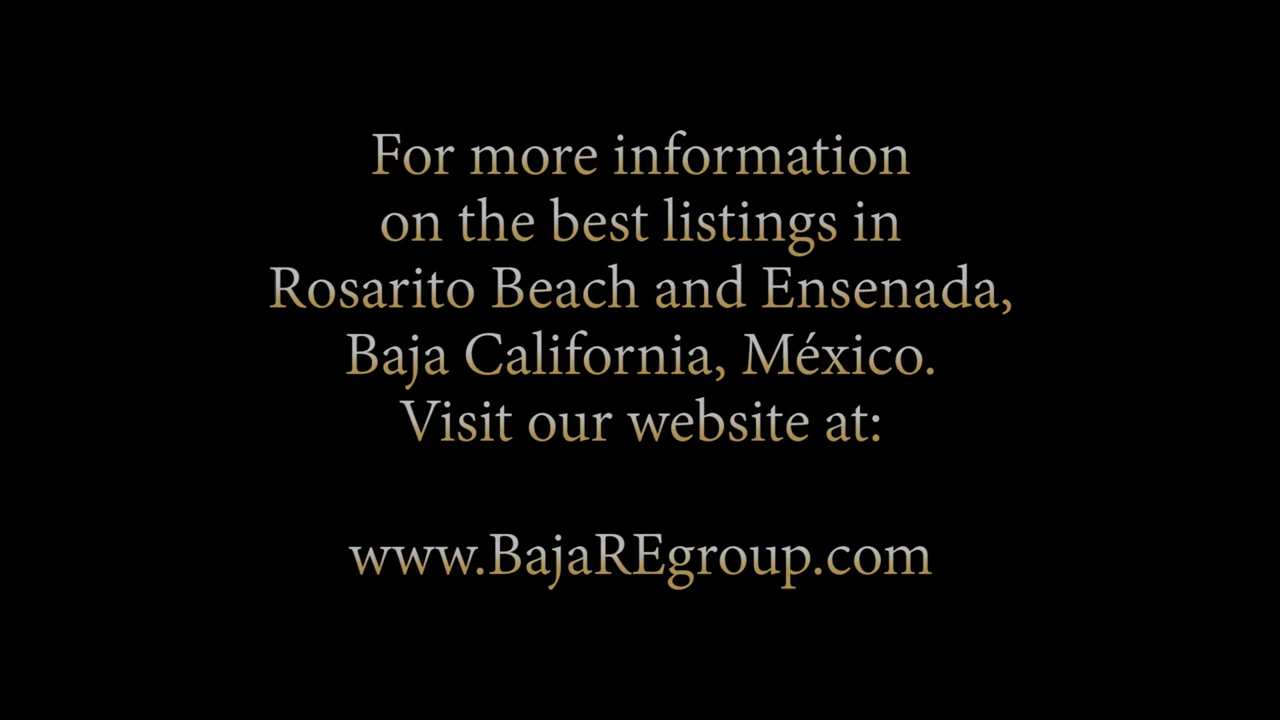 For more information
on the best listings in
Rosarito Beach and Ensenada,
Baja California, México.
Visit our website at:
www.BajaREgroup.com